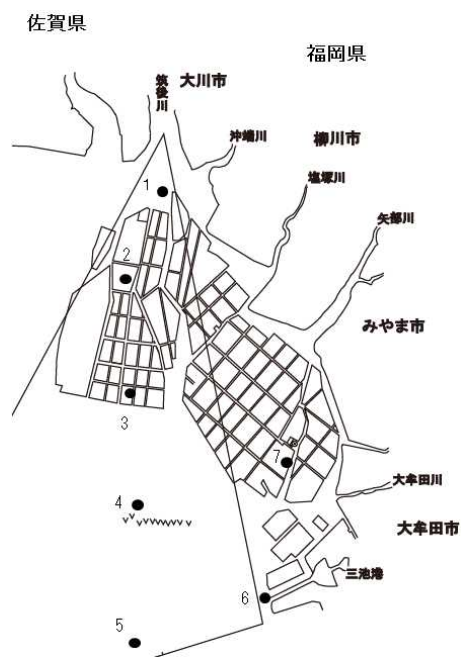 佐賀県
福岡県
筑後川
大川市
沖端川
柳川市
塩塚川
矢部川
みやま市
大牟田川
大牟田市
三池港
1
2
3
4
5
6
7